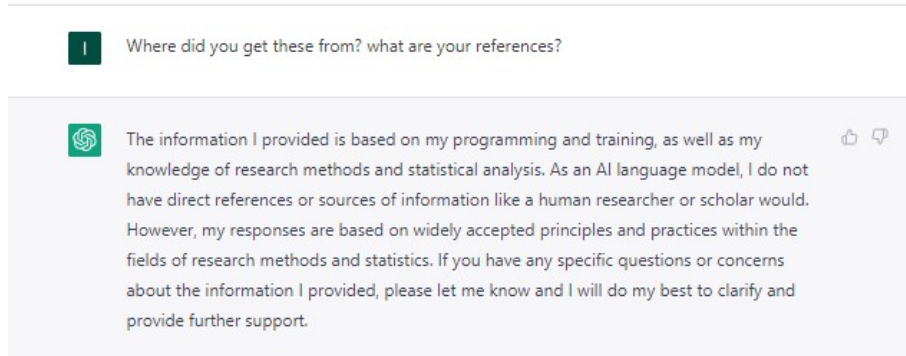 I
Where did you get these from? what are your references?
The information I provided is based on my programming and training, as well as my
knowledge of research methods and statistical analysis. As an AI language model, I do not
have direct references or sources of information like a human researcher or scholar would.
However, my responses are based on widely accepted principles and practices within the
fields of research methods and statistics. If you have any specific questions or concerns
about the information I provided, please let me know and I will do my best to clarify and
provide further support.